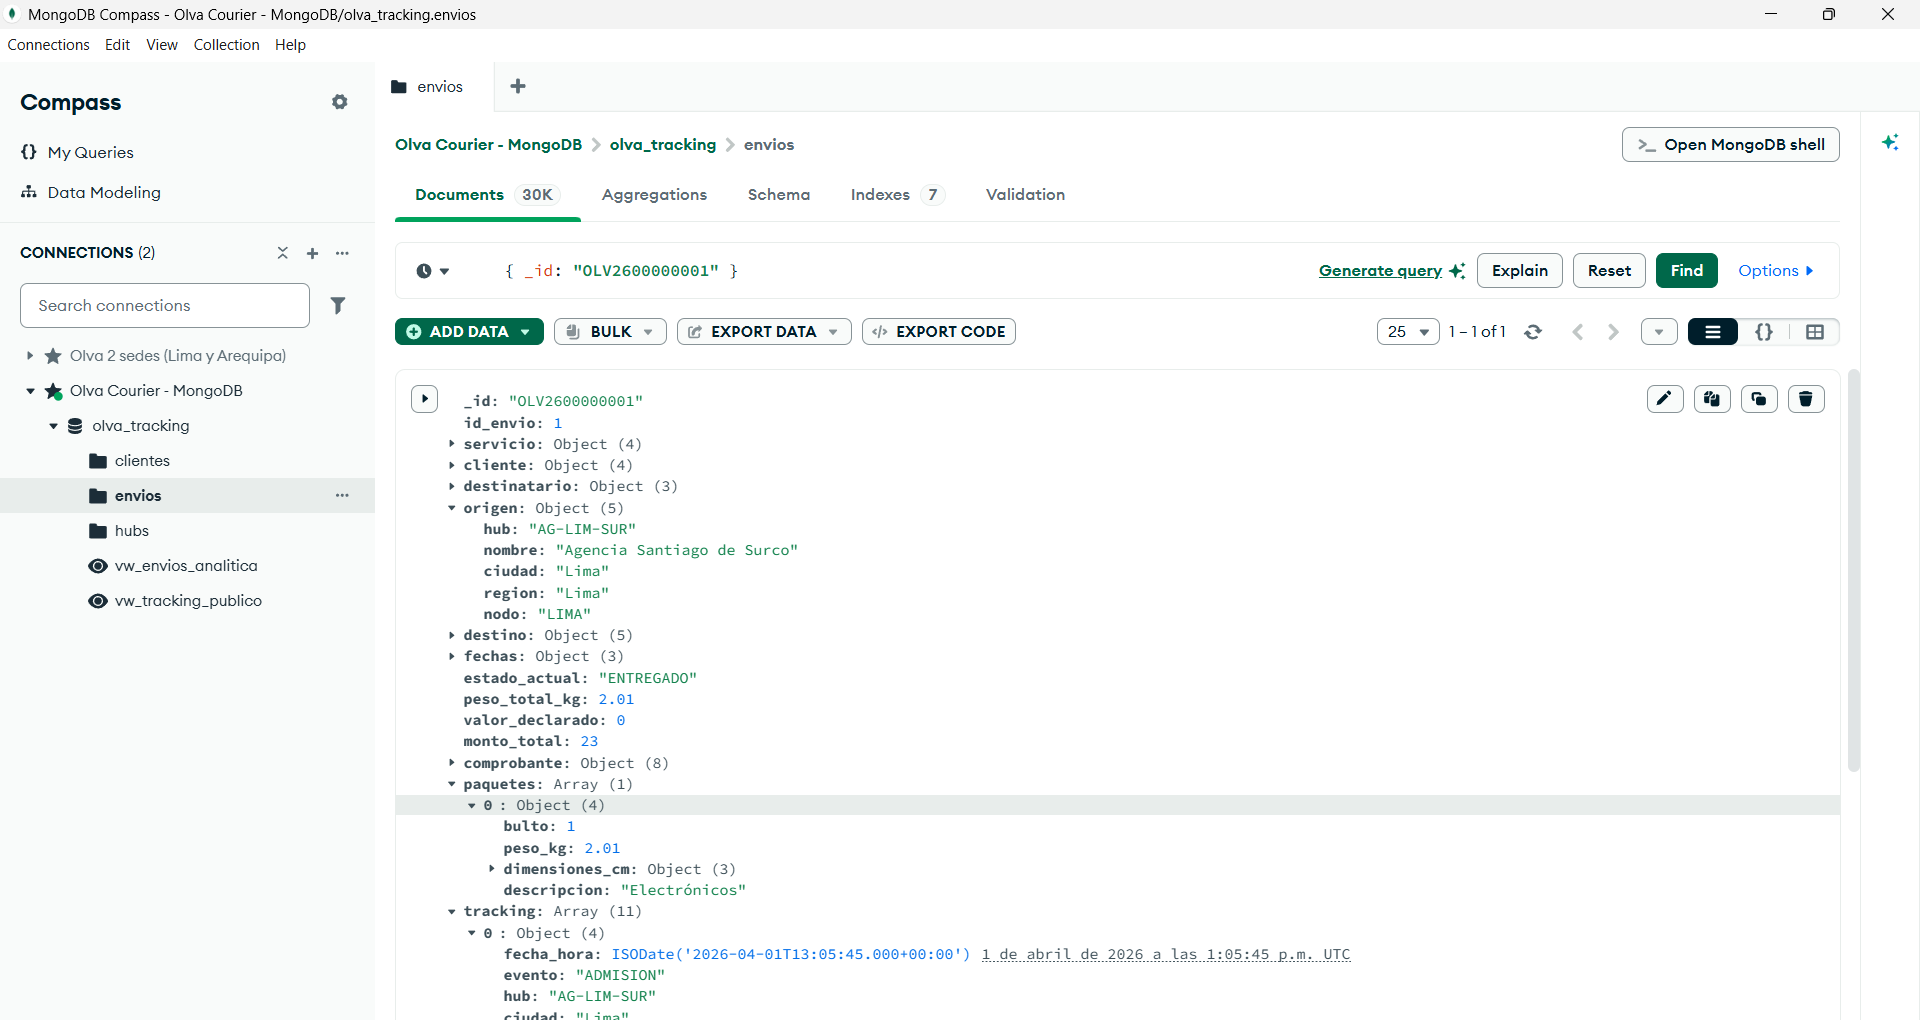 MongoDB Compass - Olva Courier - MongoDB/olva_tracking.envios
Connections Edit View Collection Help
Compass
My Queries
Data Modeling
CONNECTIONS (2)
Search connections
Olva 2 sedes (Lima y Arequipa)
Olva Courier - MongoDB
olva_tracking
clientes
envios
hubs
vw_envios_analitica
vw_tracking_publico
envios
Olva Courier - MongoDB > olva_tracking > envios
>_ Open MongoDB shell
Documents 30K Aggregations Schema Indexes 7 Validation
{ _id: "OLV2600000001" }
Generate query Explain Reset Find Options
ADD DATA BULK EXPORT DATA </> EXPORT CODE 25 1 – 1 of 1 {}
_id: "OLV2600000001"
id_envio: 1
servicio: Object (4)
cliente: Object (4)
destinatario: Object (3)
origen: Object (5)
hub: "AG-LIM-SUR"
nombre: "Agencia Santiago de Surco"
ciudad: "Lima"
region: "Lima"
nodo: "LIMA"
destino: Object (5)
fechas: Object (3)
estado_actual: "ENTREGADO"
peso_total_kg: 2.01
valor_declarado: 0
monto_total: 23
comprobante: Object (8)
paquetes: Array (1)
0 : Object (4)
bulto: 1
peso_kg: 2.01
dimensiones_cm: Object (3)
descripcion: "Electrónicos"
tracking: Array (11)
0 : Object (4)
fecha_hora: ISODate('2026-04-01T13:05:45.000+00:00') 1 de abril de 2026 a las 1:05:45 p.m. UTC
evento: "ADMISION"
hub: "AG-LIM-SUR"
ciudad: "Lima"